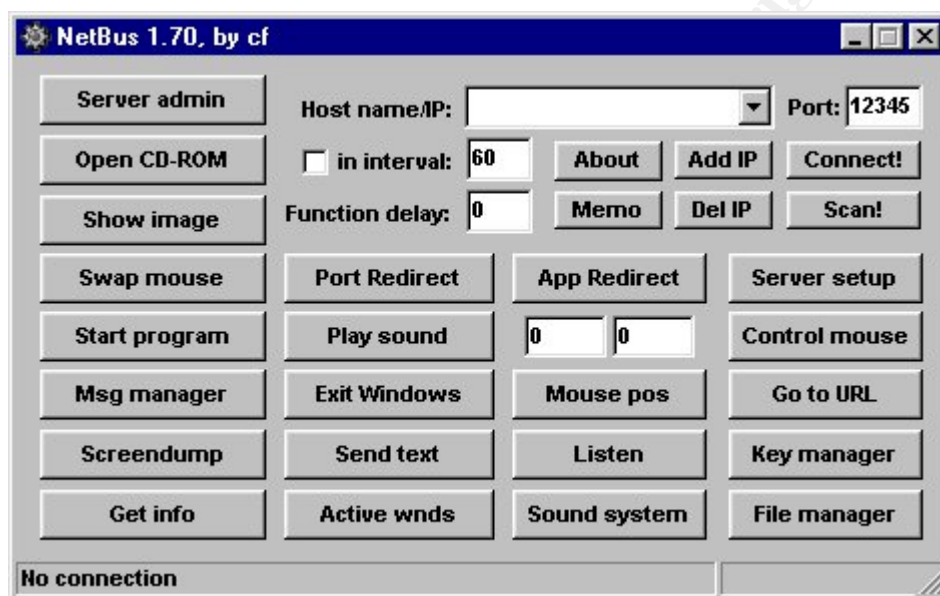 NetBus 1.70, by cf
Server admin
Host name/IP:
Port: 12345
Open CD-ROM
in interval: 60
About
Add IP
Connect!
Show image
Function delay: 0
Memo
Del IP
Scan!
Swap mouse
Port Redirect
App Redirect
Server setup
Start program
Play sound
0
0
Control mouse
Msg manager
Exit Windows
Mouse pos
Go to URL
Screendump
Send text
Listen
Key manager
Get info
Active wnds
Sound system
File manager
No connection